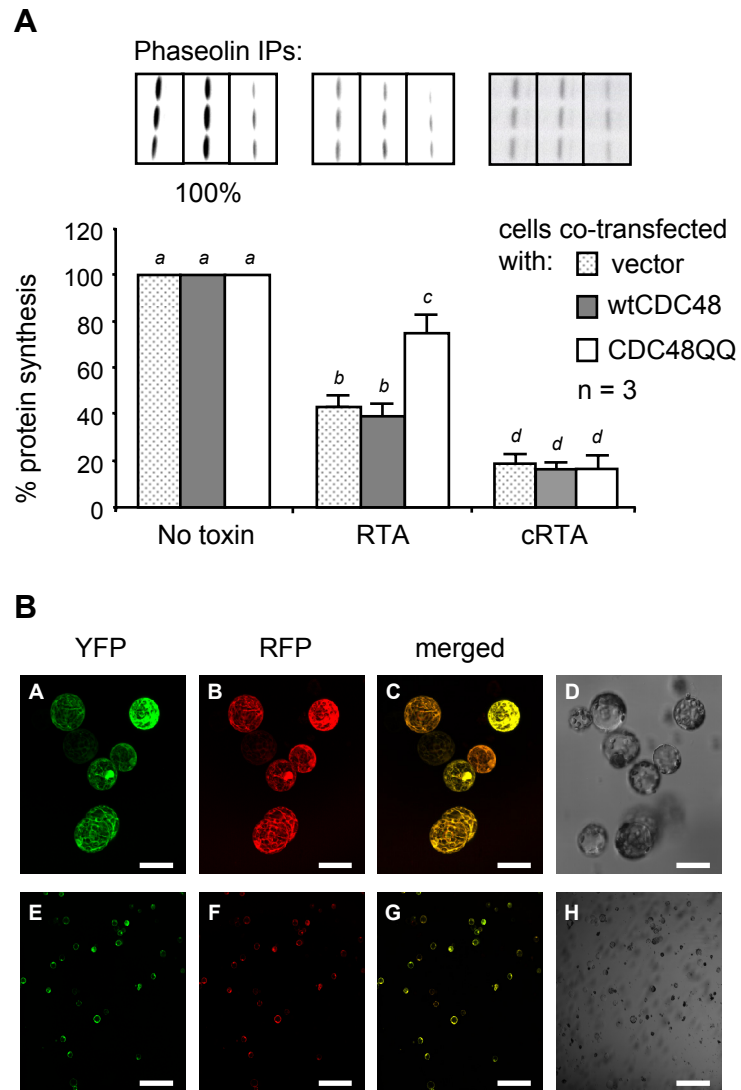 A
Phaseolin IPs:
100%
120
100
80
60
40
20
0
% protein synthesis
a a a
b b c
d d d
No toxin RTA cRTA
cells co-transfected
with:
vector
wtCDC48
CDC48QQ
n = 3
B
YFP RFP merged
A B C D
E F G H